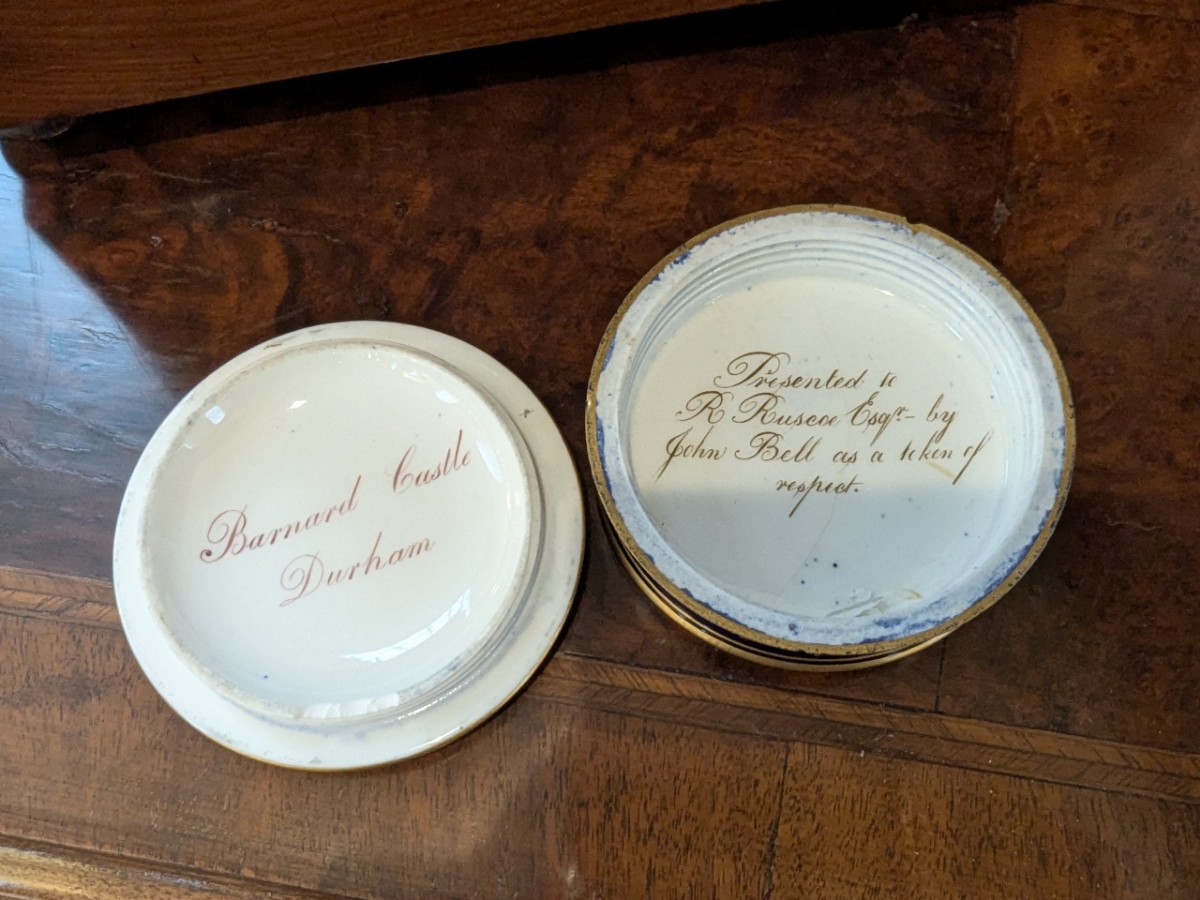 Barnard Castle
Durham
Presented to
R Ruscoe Esqr. - by
John Bell as a token of
respect.